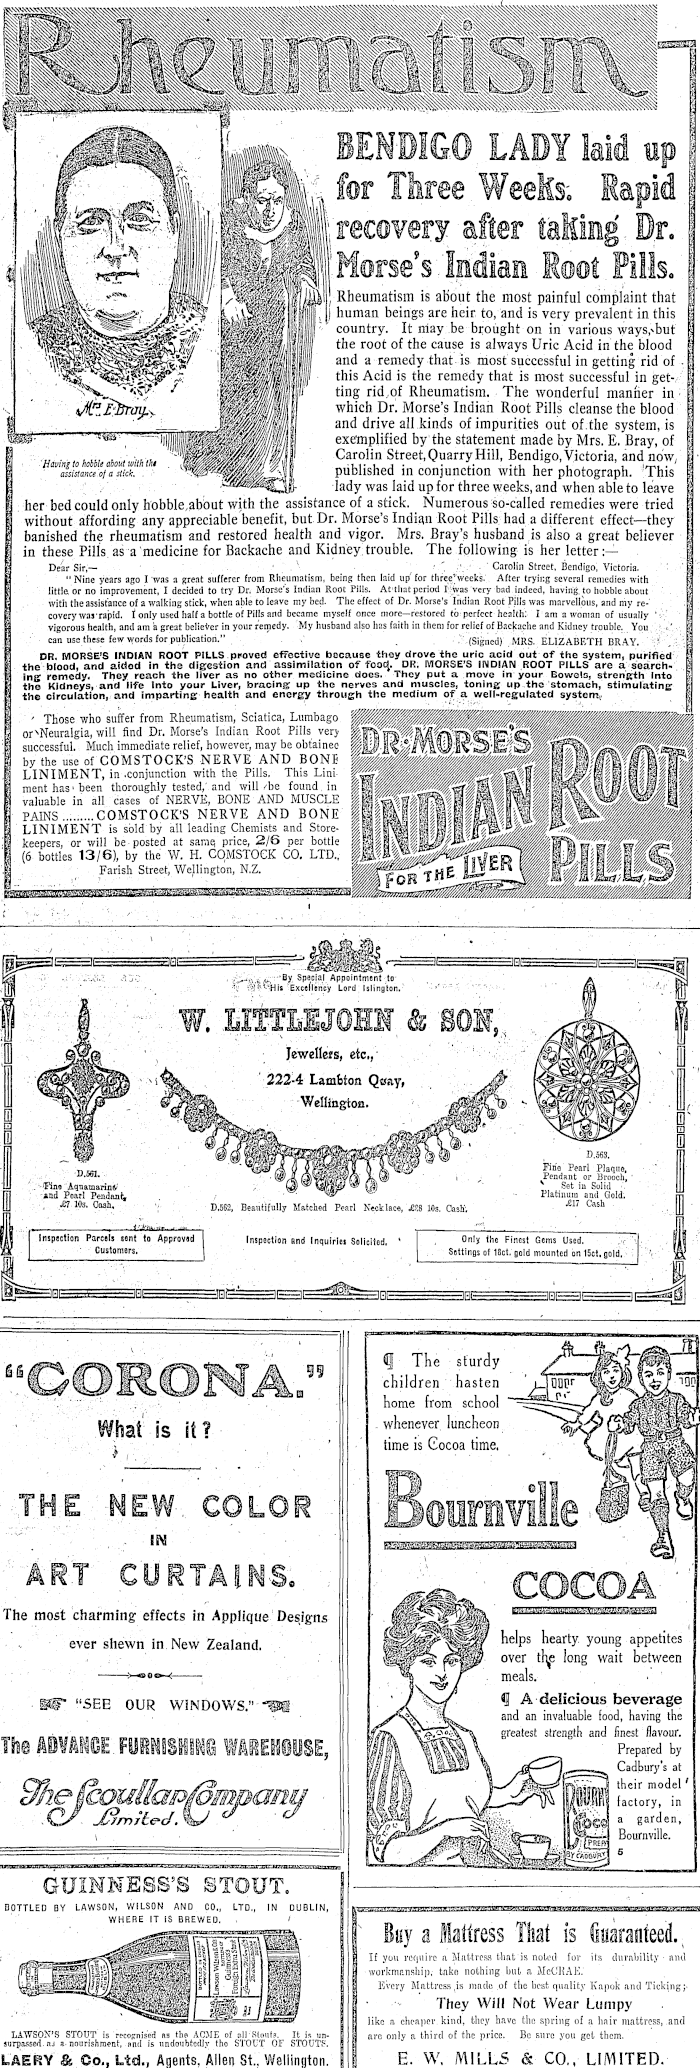 Rheumatism
BENDIGO LADY laid up
for Three Weeks. Rapid
recovery after taking Dr.
Morse's Indian Root Pills.
Rheumatism is about the most painful complaint that
human beings are heir to, and is very prevalent in this
country. It may be brought on in various ways, but
the root of the cause is always Uric Acid in the blood
and a remedy that is most successful in getting rid of
this Acid is the remedy that is most successful in get-
ting rid of Rheumatism. The wonderful manner in
which Dr. Morse's Indian Root Pills cleanse the blood
and drive all kinds of impurities out of the system, is
exemplified by the statement made by Mrs. E. Bray, of
Carolin Street, Quarry Hill, Bendigo, Victoria, and now
published in conjunction with her photograph. This
lady was laid up for three weeks, and when able to leave
Mrs. E. Bray.
Having to hobble about with the
assistance of a stick.
her bed could only hobble about with the assistance of a stick. Numerous so-called remedies were tried
without affording any appreciable benefit, but Dr. Morse's Indian Root Pills had a different effect—they
banished the rheumatism and restored health and vigor. Mrs. Bray's husband is also a great believer
in these Pills as a medicine for Backache and Kidney trouble. The following is her letter:—
Dear Sir,— Carolin Street, Bendigo, Victoria.
"Nine years ago I was a great sufferer from Rheumatism, being then laid up for three weeks. After trying several remedies with
little or no improvement, I decided to try Dr. Morse's Indian Root Pills. At that period I was very bad indeed, having to hobble about
with the assistance of a walking stick, when able to leave my bed. The effect of Dr. Morse's Indian Root was marvellous, and my re-
covery was rapid. I only used half a bottle of Pills and became myself once more—restored to perfect health. I am a woman of usually
vigorous health, and am a great believer in your remedy. My husband also has faith in them for relief of Backache and Kidney trouble. You
can use these few words for publication." (Signed) MRS. ELIZABETH BRAY.
DR. MORSE'S INDIAN ROOT PILLS proved effective because they drove the uric acid out of the system, purified
the blood, and aided in the digestion and assimilation of food. DR. MORSE'S INDIAN ROOT PILLS are a search-
ing remedy. They reach the liver as no other medicine does. They put a move in your Bowels, strength into
the Kidneys, and life into your Liver, bracing up the nerves and muscles, toning up the stomach, stimulating
the circulation, and imparting health and energy through the medium of a well-regulated system.
Those who suffer from Rheumatism, Sciatica, Lumbago
or Neuralgia, will find Dr. Morse's Indian Root Pills very
successful. Much immediate relief, however, may be obtained
by the use of COMSTOCK'S NERVE AND BONE
LINIMENT, in conjunction with the Pills. This Lini-
ment has been thoroughly tested, and will be found in
valuable in all cases of NERVE, BONE AND MUSCLE
PAINS .........COMSTOCK'S NERVE AND BONE
LINIMENT is sold by all leading Chemists and Store-
keepers, or will be posted at same price, 2/6 per bottle
(6 bottles 13/6), by the W. H. COMSTOCK CO. LTD.,
Farish Street, Wellington, N.Z.
DR. MORSE'S
INDIAN ROOT
PILLS
FOR THE LIVER
By Special Appointment to
His Excellency Lord Islington.
W. LITTLEJOHN & SON,
Jewellers, etc.,
222-4 Lambton Quay,
Wellington.
D.561.
Fine Aquamarine
and Pearl Pendant,
£7 10s. Cash.
D.562, Beautifully Matched Pearl Necklace, £28 10s. Cash.
D.563.
Fine Pearl Plaque,
Pendant or Brooch,
Set in Solid
Platinum and Gold.
£17 Cash
Inspection Parcels sent to Approved
Customers.
Inspection and Inquiries Solicited.
Only the Finest Gems Used.
Settings of 18ct. gold mounted on 15ct. gold.
"CORONA."
What is it?
THE NEW COLOR
IN
ART CURTAINS.
The most charming effects in Applique Designs
ever shewn in New Zealand.
"SEE OUR WINDOWS."
The ADVANCE FURNISHING WAREHOUSE,
The Scoullar Company
Limited.
¶ The sturdy
children hasten
home from school
whenever luncheon
time is Cocoa time.
Bournville
COCOA
helps hearty young appetites
over the long wait between
meals.
¶ A delicious beverage
and an invaluable food, having the
greatest strength and finest flavour.
Prepared by
Cadbury's at
their model
factory, in
a garden,
Bournville.
5
GUINNESS'S STOUT.
BOTTLED BY LAWSON, WILSON AND CO., LTD., IN DUBLIN,
WHERE IT IS BREWED.
LAWSON'S STOUT is recognised as the ACME of all Stouts. It is un-
surpassed as a nourishment, and is undoubtedly the STOUT OF STOUTS.
LAERY & Co., Ltd., Agents, Allen St., Wellington.
Buy a Mattress That is Guaranteed.
If you require a Mattress that is noted for its durability and
workmanship, take nothing but a McCRAE.
Every Mattress is made of the best quality Kapok and Ticking;
They Will Not Wear Lumpy
like a cheaper kind, they have the spring of a hair mattress, and
are only a third of the price. Be sure you get them.
E. W. MILLS & CO., LIMITED.